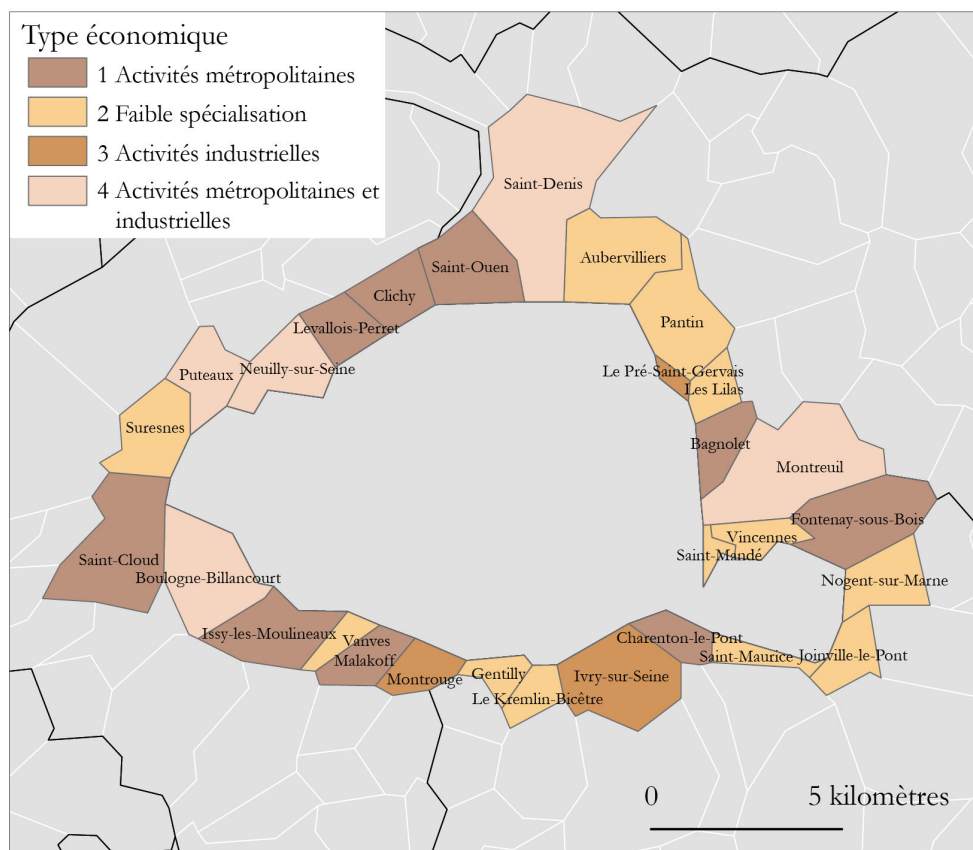 Type économique
1 Activités métropolitaines
2 Faible spécialisation
3 Activités industrielles
4 Activités métropolitaines et
industrielles
Saint-Denis
Aubervilliers
Saint-Ouen
Clichy
Pantin
Levallois-Perret
Neuilly-sur-Seine
Le Pré-Saint-Gervais
Puteaux
Les Lilas
Suresnes
Bagnolet
Montreuil
Fontenay-sous-Bois
Vincennes
Saint-Mandé
Saint-Cloud
Boulogne-Billancourt
Nogent-sur-Marne
Issy-les-Moulineaux
Charenton-le-Pont
Vanves
Saint-Maurice
Joinville-le-Pont
Malakoff
Gentilly
Ivry-sur-Seine
Montrouge
Le Kremlin-Bicêtre
0 5 kilomètres